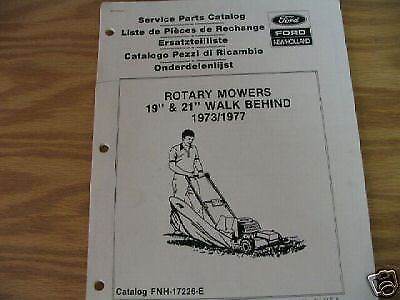 Service Parts Catalog
Liste de Pièces de Rechange
Ersatzteilliste
Catalogo Pezzi di Ricambio
Onderdelenlijst
Ford
FORD
NEW HOLLAND
ROTARY MOWERS
19" & 21" WALK BEHIND
1973/1977
Catalog FNH-17226-E